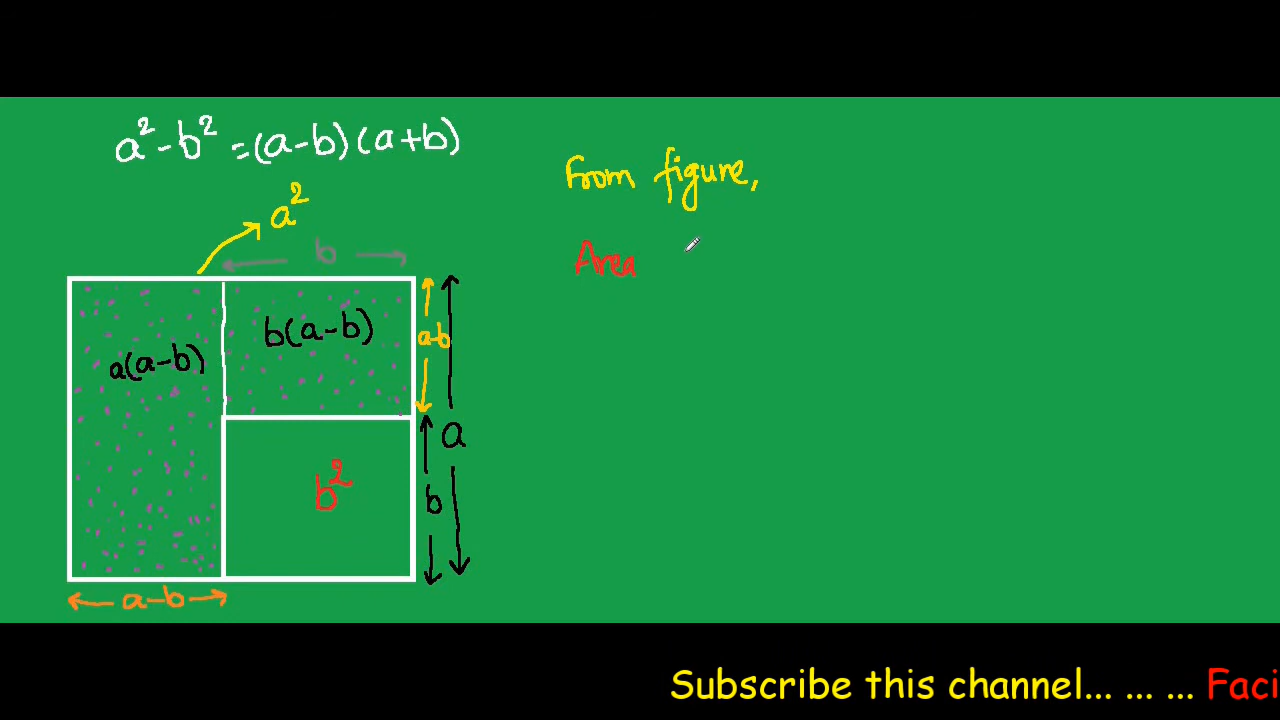 a² - b² = (a-b) (a+b)
From figure,
a²
b
Area
b(a-b)
a-b
a(a-b)
a
b²
b
a-b
Subscribe this channel... ... ... Faci